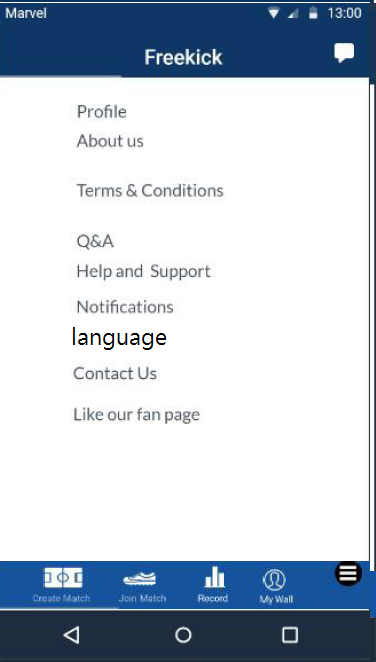 Marvel 13:00
Freekick
Profile
About us
Terms & Conditions
Q&A
Help and Support
Notifications
language
Contact Us
Like our fan page
Create Match Join Match Record My Wall